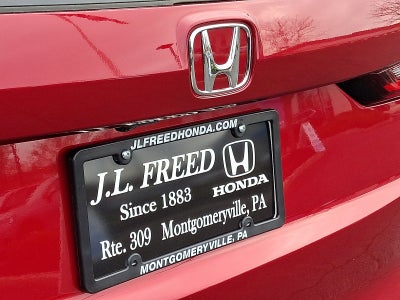 JLFREEDHONDA.COM
J.L. FREED
HONDA
Since 1883
Rte. 309 Montgomeryville, PA
MONTGOMERYVILLE, PA